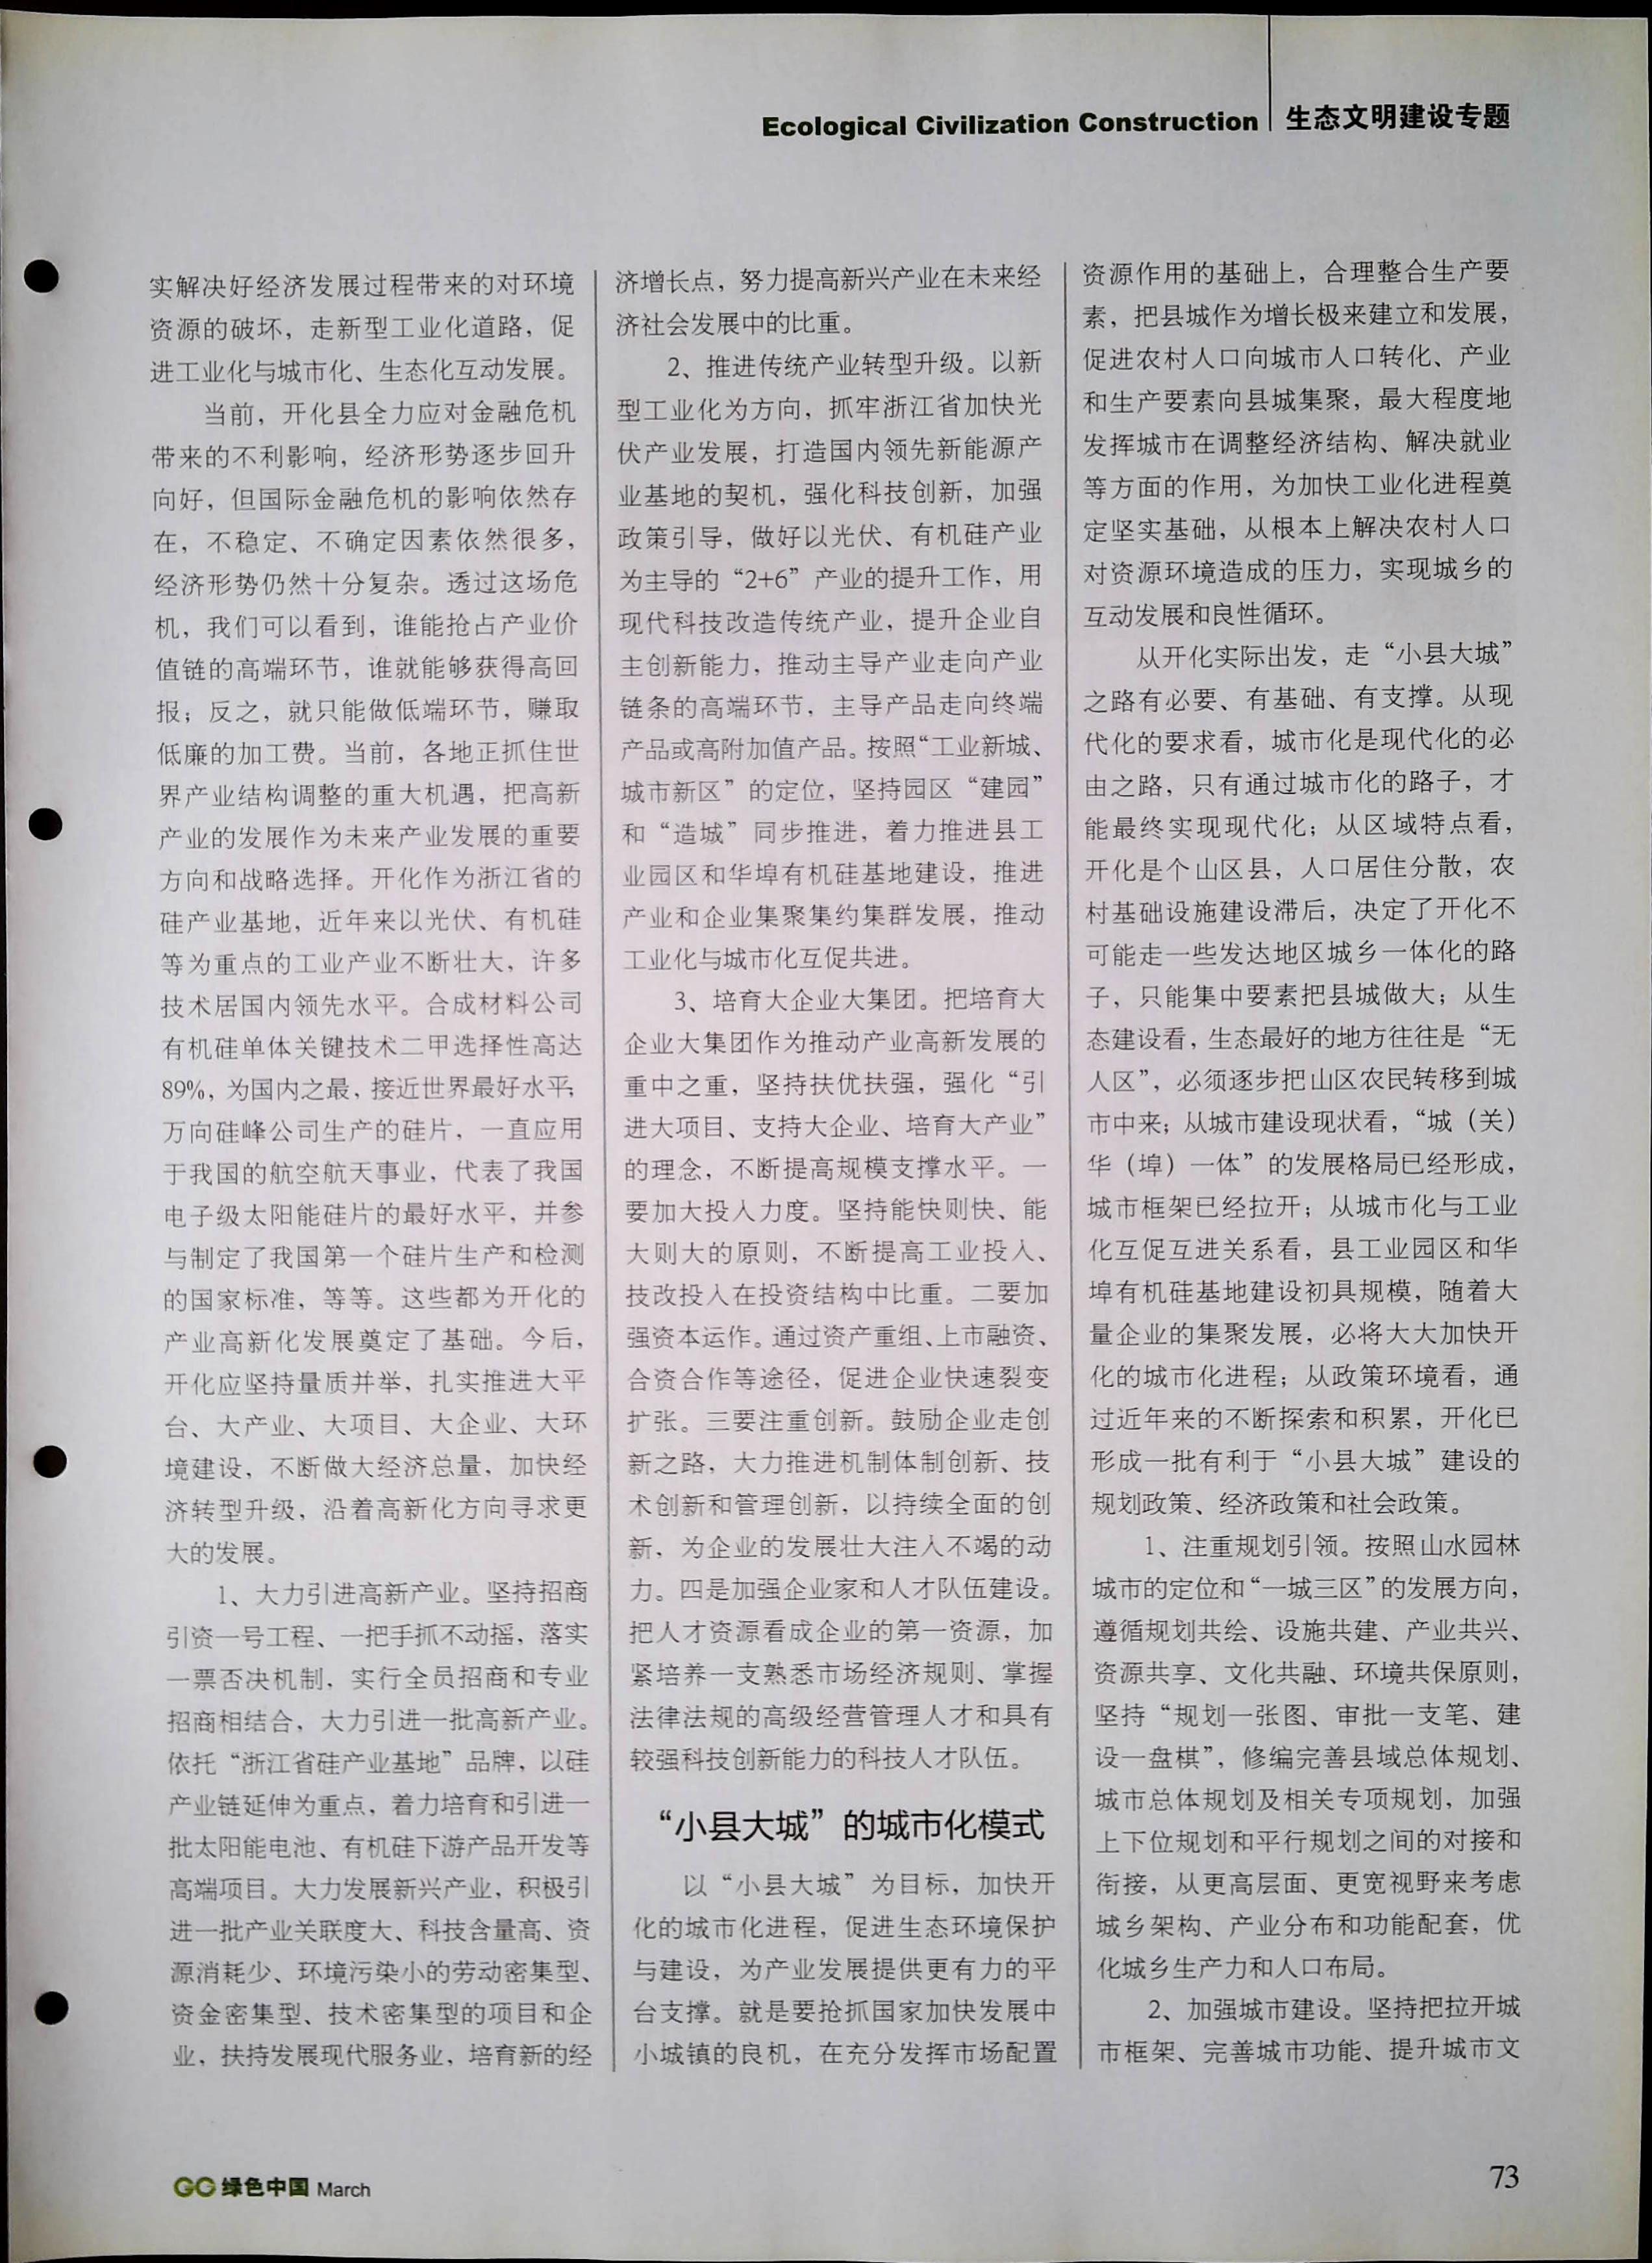 Ecological Civilization Construction 生态文明建设专题
实解决好经济发展过程带来的对环境
资源的破坏，走新型工业化道路，促
进工业化与城市化、生态化互动发展。
当前，开化县全力应对金融危机
带来的不利影响，经济形势逐步回升
向好，但国际金融危机的影响依然存
在，不稳定、不确定因素依然很多，
经济形势仍然十分复杂。透过这场危
机，我们可以看到，谁能抢占产业价
值链的高端环节，谁就能够获得高回
报；反之，就只能做低端环节，赚取
低廉的加工费。当前，各地正抓住世
界产业结构调整的重大机遇，把高新
产业的发展作为未来产业发展的重要
方向和战略选择。开化作为浙江省的
硅产业基地，近年来以光伏、有机硅
等为重点的工业产业不断壮大，许多
技术居国内领先水平。合成材料公司
有机硅单体关键技术二甲选择性高达
89%，为国内之最，接近世界最好水平；
万向硅峰公司生产的硅片，一直应用
于我国的航空航天事业，代表了我国
电子级太阳能硅片的最好水平，并参
与制定了我国第一个硅片生产和检测
的国家标准，等等。这些都为开化的
产业高新化发展奠定了基础。今后，
开化应坚持量质并举，扎实推进大平
台、大产业、大项目、大企业、大环
境建设，不断做大经济总量，加快经
济转型升级，沿着高新化方向寻求更
大的发展。
1、大力引进高新产业。坚持招商
引资一号工程、一把手抓不动摇，落实
一票否决机制，实行全员招商和专业
招商相结合，大力引进一批高新产业。
依托“浙江省硅产业基地”品牌，以硅
产业链延伸为重点，着力培育和引进一
批太阳能电池、有机硅下游产品开发等
高端项目。大力发展新兴产业，积极引
进一批产业关联度大、科技含量高、资
源消耗少、环境污染小的劳动密集型、
资金密集型、技术密集型的项目和企
业，扶持发展现代服务业，培育新的经
济增长点，努力提高新兴产业在未来经
济社会发展中的比重。
2、推进传统产业转型升级。以新
型工业化为方向，抓牢浙江省加快光
伏产业发展，打造国内领先新能源产
业基地的契机，强化科技创新，加强
政策引导，做好以光伏、有机硅产业
为主导的“2+6”产业的提升工作，用
现代科技改造传统产业，提升企业自
主创新能力，推动主导产业走向产业
链条的高端环节，主导产品走向终端
产品或高附加值产品。按照“工业新城、
城市新区”的定位，坚持园区“建园”
和“造城”同步推进，着力推进县工
业园区和华埠有机硅基地建设，推进
产业和企业集聚集约集群发展，推动
工业化与城市化互促共进。
3、培育大企业大集团。把培育大
企业大集团作为推动产业高新发展的
重中之重，坚持扶优扶强，强化“引
进大项目、支持大企业、培育大产业”
的理念，不断提高规模支撑水平。一
要加大投入力度。坚持能快则快、能
大则大的原则，不断提高工业投入、
技改投入在投资结构中比重。二要加
强资本运作。通过资产重组、上市融资、
合资合作等途径，促进企业快速裂变
扩张。三要注重创新。鼓励企业走创
新之路，大力推进机制体制创新、技
术创新和管理创新，以持续全面的创
新，为企业的发展壮大注入不竭的动
力。四是加强企业家和人才队伍建设。
把人才资源看成企业的第一资源，加
紧培养一支熟悉市场经济规则、掌握
法律法规的高级经营管理人才和具有
较强科技创新能力的科技人才队伍。
“小县大城”的城市化模式
以“小县大城”为目标，加快开
化的城市化进程，促进生态环境保护
与建设，为产业发展提供更有力的平
台支撑。就是要抢抓国家加快发展中
小城镇的良机，在充分发挥市场配置
资源作用的基础上，合理整合生产要
素，把县城作为增长极来建立和发展，
促进农村人口向城市人口转化、产业
和生产要素向县城集聚，最大程度地
发挥城市在调整经济结构、解决就业
等方面的作用，为加快工业化进程奠
定坚实基础，从根本上解决农村人口
对资源环境造成的压力，实现城乡的
互动发展和良性循环。
从开化实际出发，走“小县大城”
之路有必要、有基础、有支撑。从现
代化的要求看，城市化是现代化的必
由之路，只有通过城市化的路子，才
能最终实现现代化；从区域特点看，
开化是个山区县，人口居住分散，农
村基础设施建设滞后，决定了开化不
可能走一些发达地区城乡一体化的路
子，只能集中要素把县城做大；从生
态建设看，生态最好的地方往往是“无
人区”，必须逐步把山区农民转移到城
市中来；从城市建设现状看，“城（关）
华（埠）一体”的发展格局已经形成，
城市框架已经拉开；从城市化与工业
化互促互进关系看，县工业园区和华
埠有机硅基地建设初具规模，随着大
量企业的集聚发展，必将大大加快开
化的城市化进程；从政策环境看，通
过近年来的不断探索和积累，开化已
形成一批有利于“小县大城”建设的
规划政策、经济政策和社会政策。
1、注重规划引领。按照山水园林
城市的定位和“一城三区”的发展方向，
遵循规划共绘、设施共建、产业共兴、
资源共享、文化共融、环境共保原则，
坚持“规划一张图、审批一支笔、建
设一盘棋”，修编完善县域总体规划、
城市总体规划及相关专项规划，加强
上下位规划和平行规划之间的对接和
衔接，从更高层面、更宽视野来考虑
城乡架构、产业分布和功能配套，优
化城乡生产力和人口布局。
2、加强城市建设。坚持把拉开城
市框架、完善城市功能、提升城市文
GC 绿色中国 March
73